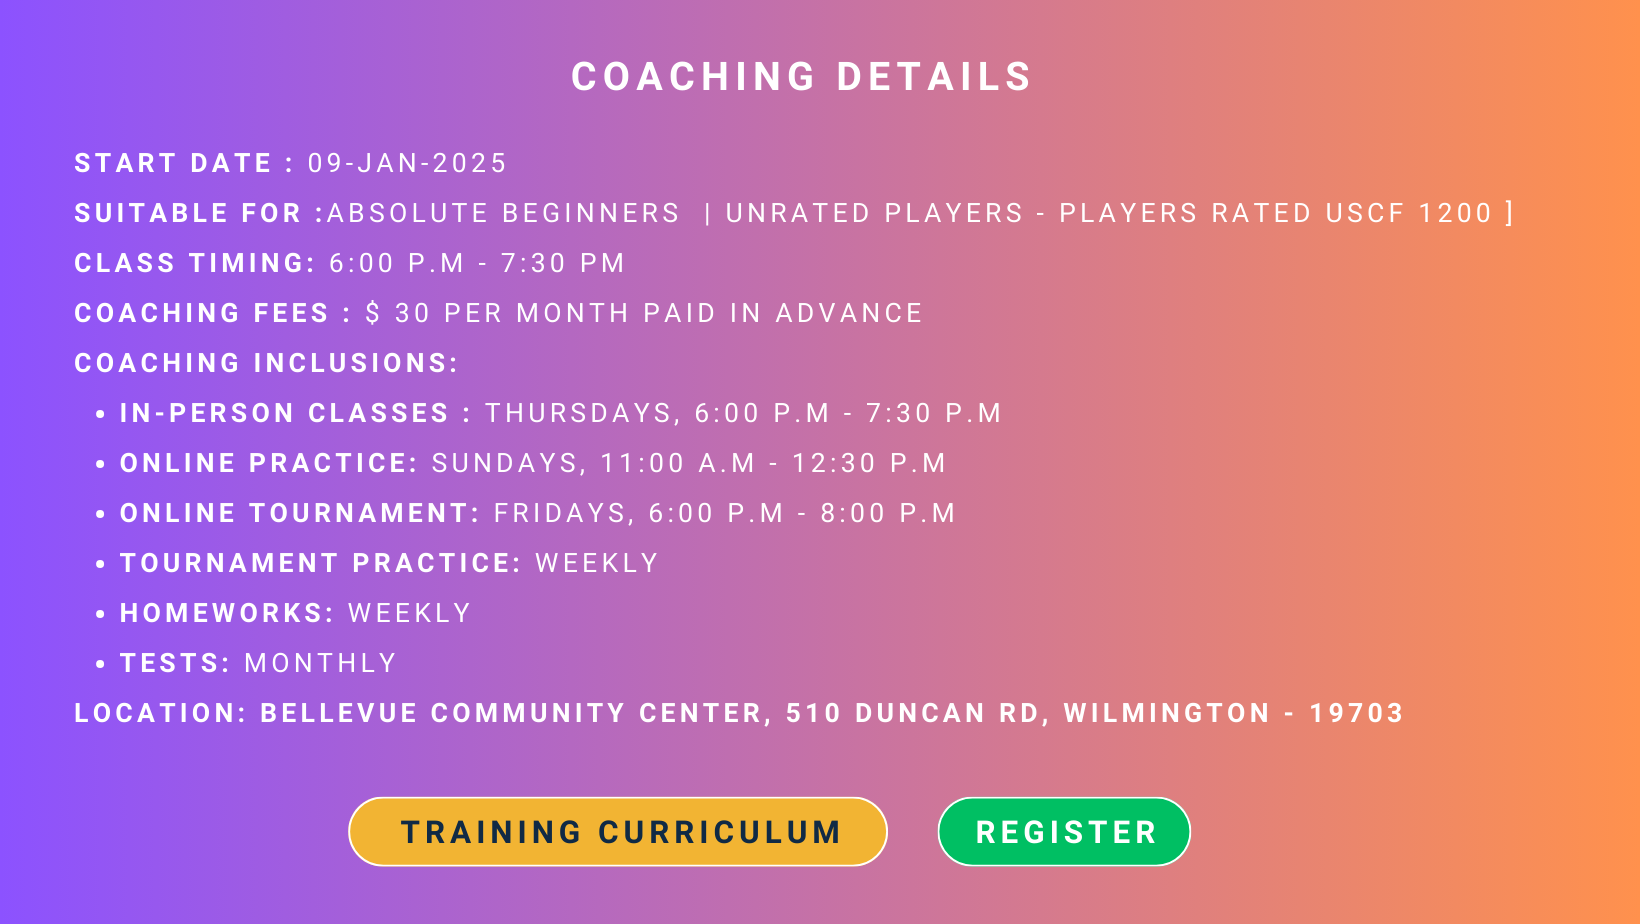 COACHING DETAILS
START DATE : 09-JAN-2025
SUITABLE FOR :ABSOLUTE BEGINNERS | UNRATED PLAYERS - PLAYERS RATED USCF 1200 ]
CLASS TIMING: 6:00 P.M - 7:30 PM
COACHING FEES : $ 30 PER MONTH PAID IN ADVANCE
COACHING INCLUSIONS:
• IN-PERSON CLASSES : THURSDAYS, 6:00 P.M - 7:30 P.M
• ONLINE PRACTICE: SUNDAYS, 11:00 A.M - 12:30 P.M
• ONLINE TOURNAMENT: FRIDAYS, 6:00 P.M - 8:00 P.M
• TOURNAMENT PRACTICE: WEEKLY
• HOMEWORKS: WEEKLY
• TESTS: MONTHLY
LOCATION: BELLEVUE COMMUNITY CENTER, 510 DUNCAN RD, WILMINGTON - 19703
TRAINING CURRICULUM
REGISTER